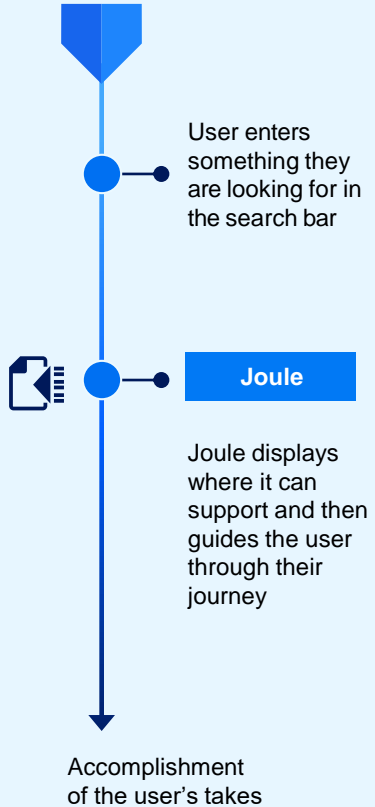 User enters
something they
are looking for in
the search bar
Joule
Joule displays
where it can
support and then
guides the user
through their
journey
Accomplishment
of the user's takes